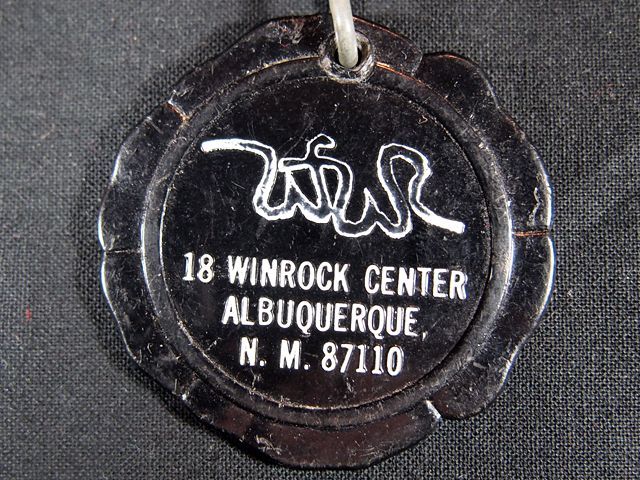 18 WINROCK CENTER
ALBUQUERQUE,
N. M. 87110